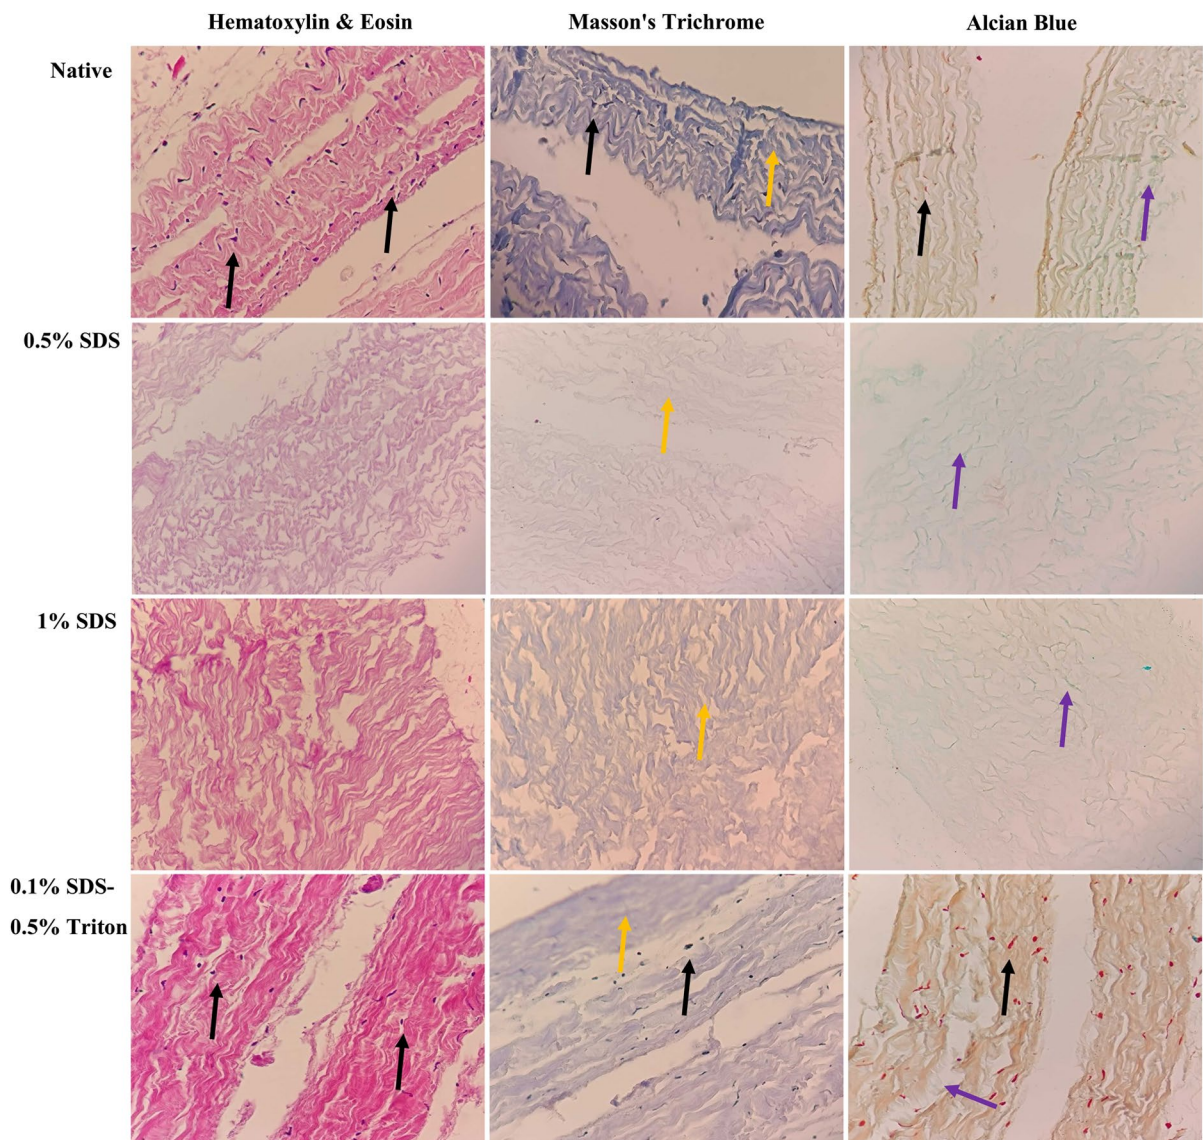 Hematoxylin & Eosin
Masson's Trichrome
Alcian Blue
Native
0.5% SDS
1% SDS
0.1% SDS-
0.5% Triton